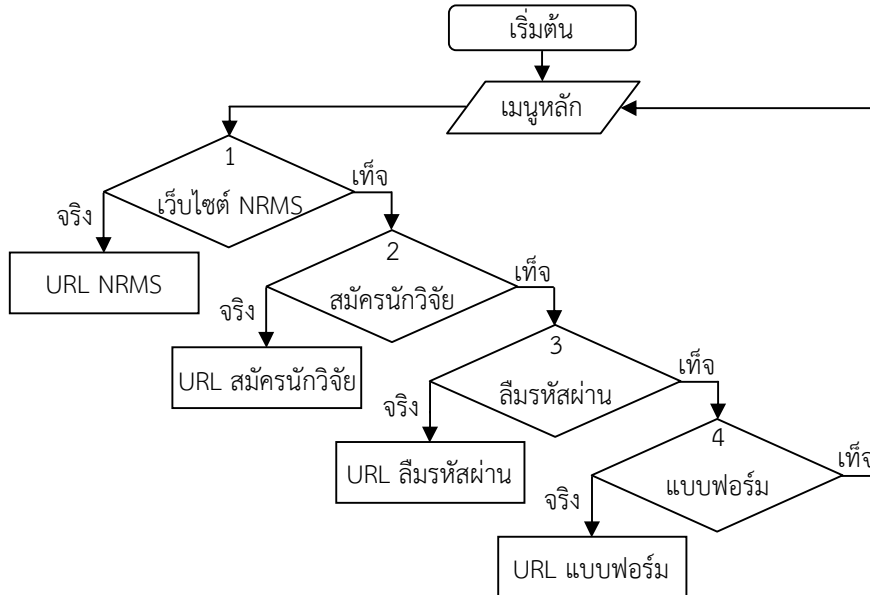 เริ่มต้น
เมนูหลัก
1
เว็บไซต์ NRMS
เท็จ
จริง
URL NRMS
2
สมัครนักวิจัย
เท็จ
จริง
URL สมัครนักวิจัย
3
ลืมรหัสผ่าน
เท็จ
จริง
URL ลืมรหัสผ่าน
4
แบบฟอร์ม
เท็จ
จริง
URL แบบฟอร์ม